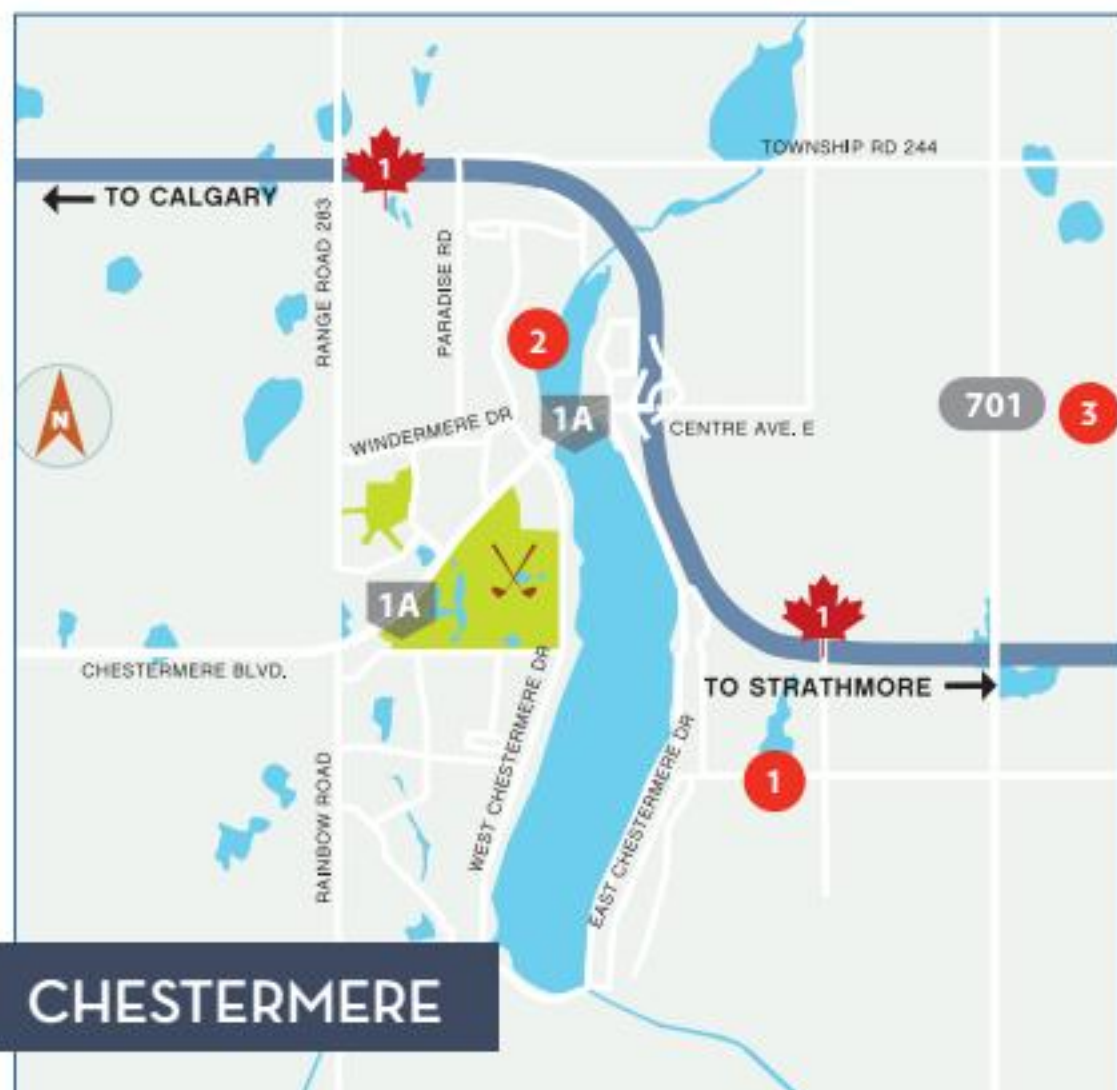 TOWNSHIP RD 244
1
TO CALGARY
RANGE ROAD 283
PARADISE RD
2
N
701
3
1A
WINDERMERE DR
CENTRE AVE. E
1A
1
CHESTERMERE BLVD.
TO STRATHMORE
WEST CHESTERMERE DR
EAST CHESTERMERE DR
1
RAINBOW ROAD
CHESTERMERE